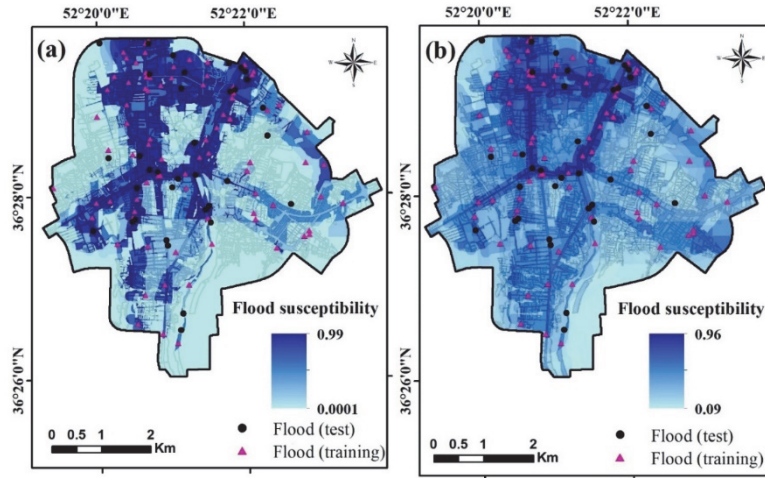 52°20'0"E 52°22'0"E 52°20'0"E 52°22'0"E
(a) (b)
N N
W E W E
S S
36°28'0"N 36°28'0"N
Flood susceptibility Flood susceptibility
0.99 0.96
0.0001 0.09
36°26'0"N 36°26'0"N
Flood (test) Flood (test)
0 0.5 1 2 0 0.5 1 2
Km Km
Flood (training) Flood (training)